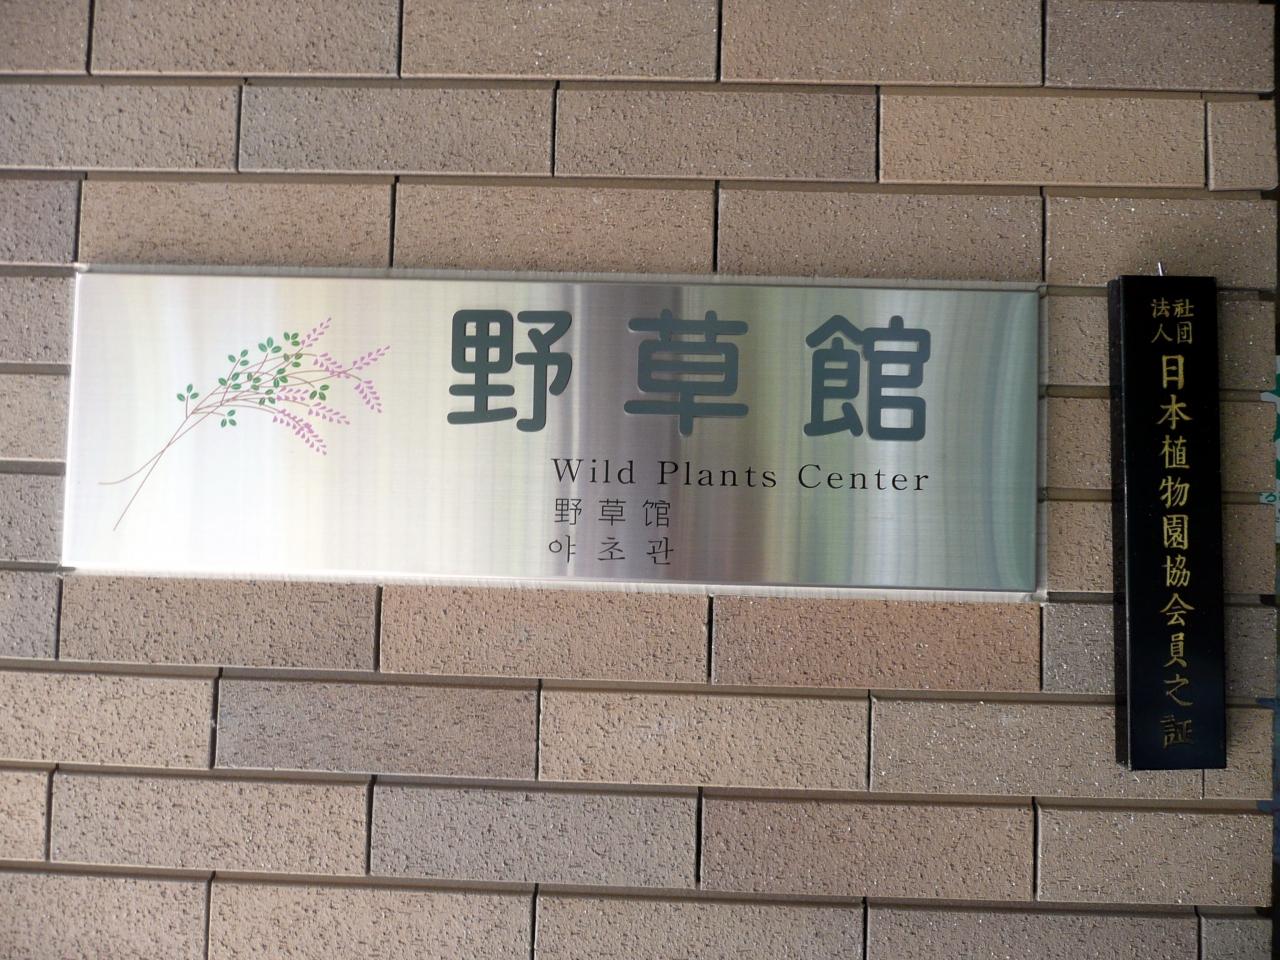 野草館
Wild Plants Center
野草馆
야초관
社団
法人
日本植物園協会員之証